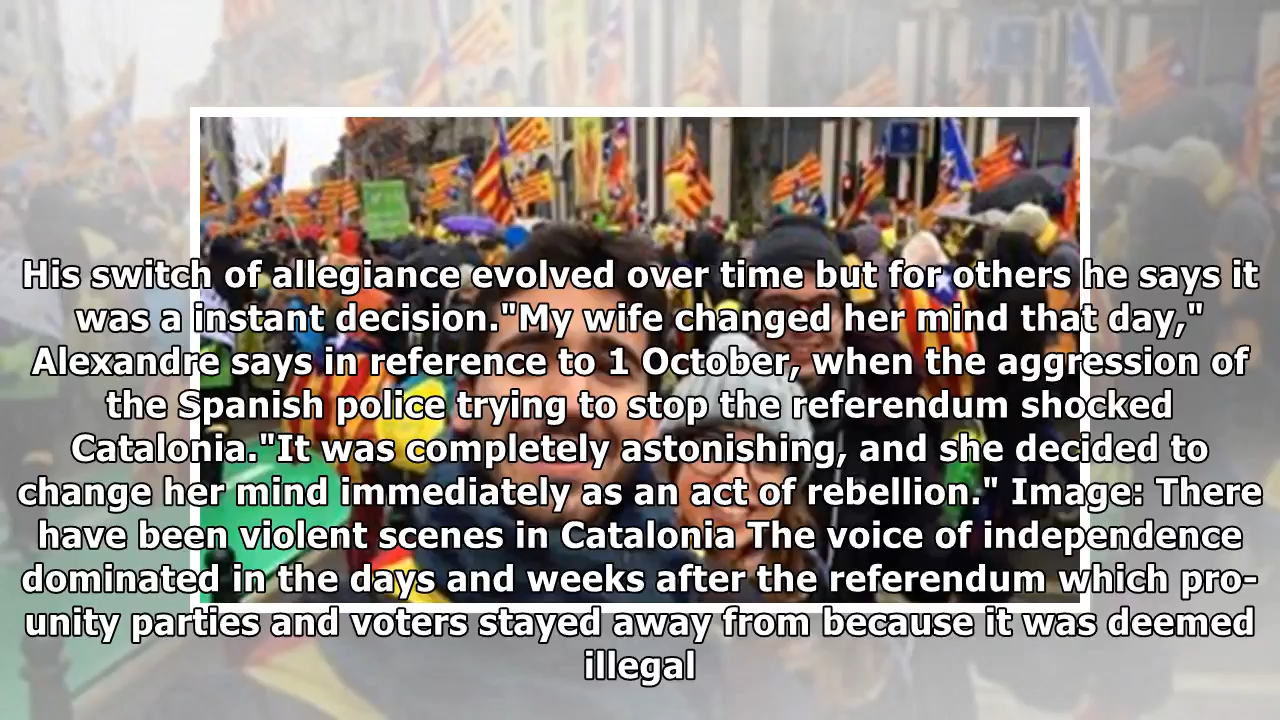 His switch of allegiance evolved over time but for others he says it
was a instant decision."My wife changed her mind that day,"
Alexandre says in reference to 1 October, when the aggression of
the Spanish police trying to stop the referendum shocked
Catalonia."It was completely astonishing, and she decided to
change her mind immediately as an act of rebellion." Image: There
have been violent scenes in Catalonia The voice of independence
dominated in the days and weeks after the referendum which pro-
unity parties and voters stayed away from because it was deemed
illegal